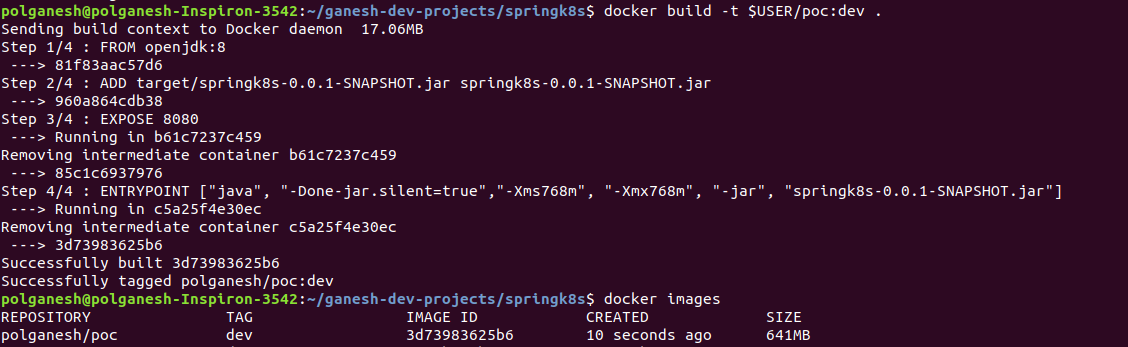 polganesh@polganesh-Inspiron-3542:~/ganesh-dev-projects/springk8s$ docker build -t $USER/poc:dev .
Sending build context to Docker daemon  17.06MB
Step 1/4 : FROM openjdk:8
 ---> 81f83aac57d6
Step 2/4 : ADD target/springk8s-0.0.1-SNAPSHOT.jar springk8s-0.0.1-SNAPSHOT.jar
 ---> 960a864cdb38
Step 3/4 : EXPOSE 8080
 ---> Running in b61c7237c459
Removing intermediate container b61c7237c459
 ---> 85c1c6937976
Step 4/4 : ENTRYPOINT ["java", "-Done-jar.silent=true","-Xms768m", "-Xmx768m", "-jar", "springk8s-0.0.1-SNAPSHOT.jar"]
 ---> Running in c5a25f4e30ec
Removing intermediate container c5a25f4e30ec
 ---> 3d73983625b6
Successfully built 3d73983625b6
Successfully tagged polganesh/poc:dev
polganesh@polganesh-Inspiron-3542:~/ganesh-dev-projects/springk8s$ docker images
REPOSITORY TAG IMAGE ID CREATED SIZE
polganesh/poc dev 3d73983625b6 10 seconds ago 641MB